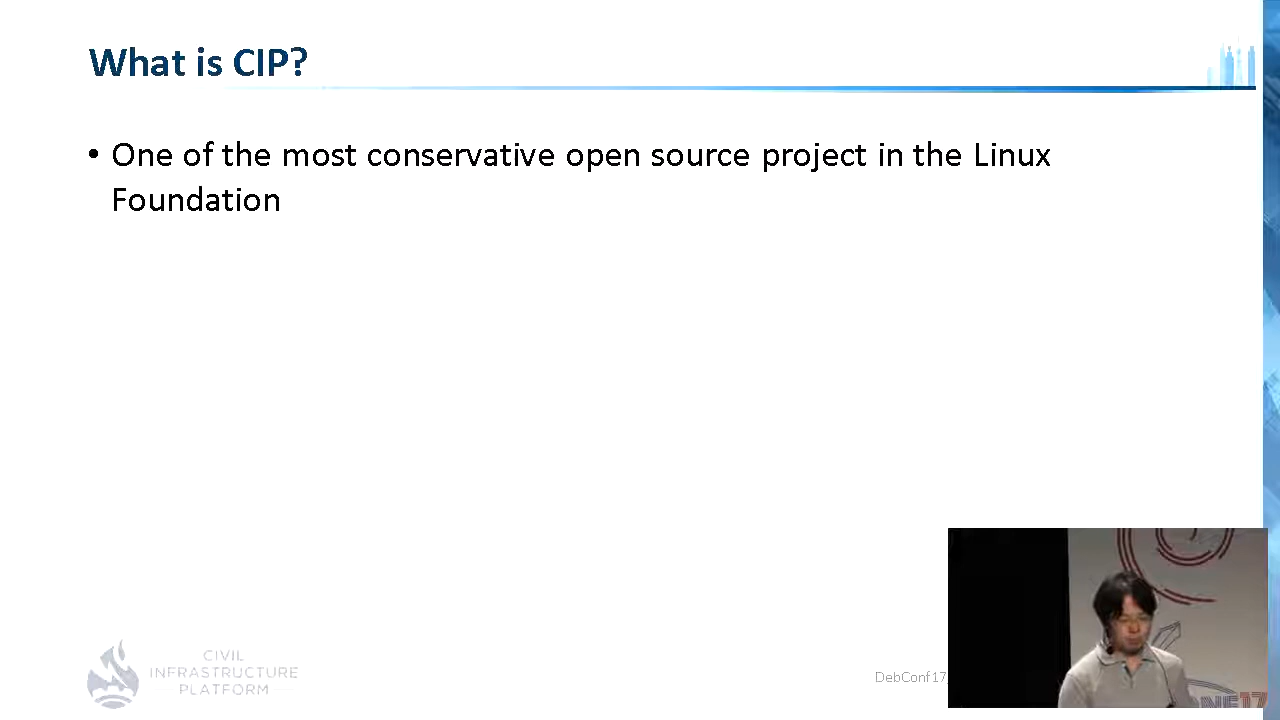 What is CIP?
• One of the most conservative open source project in the Linux
Foundation
CIVIL
INFRASTRUCTURE
PLATFORM
DebConf17